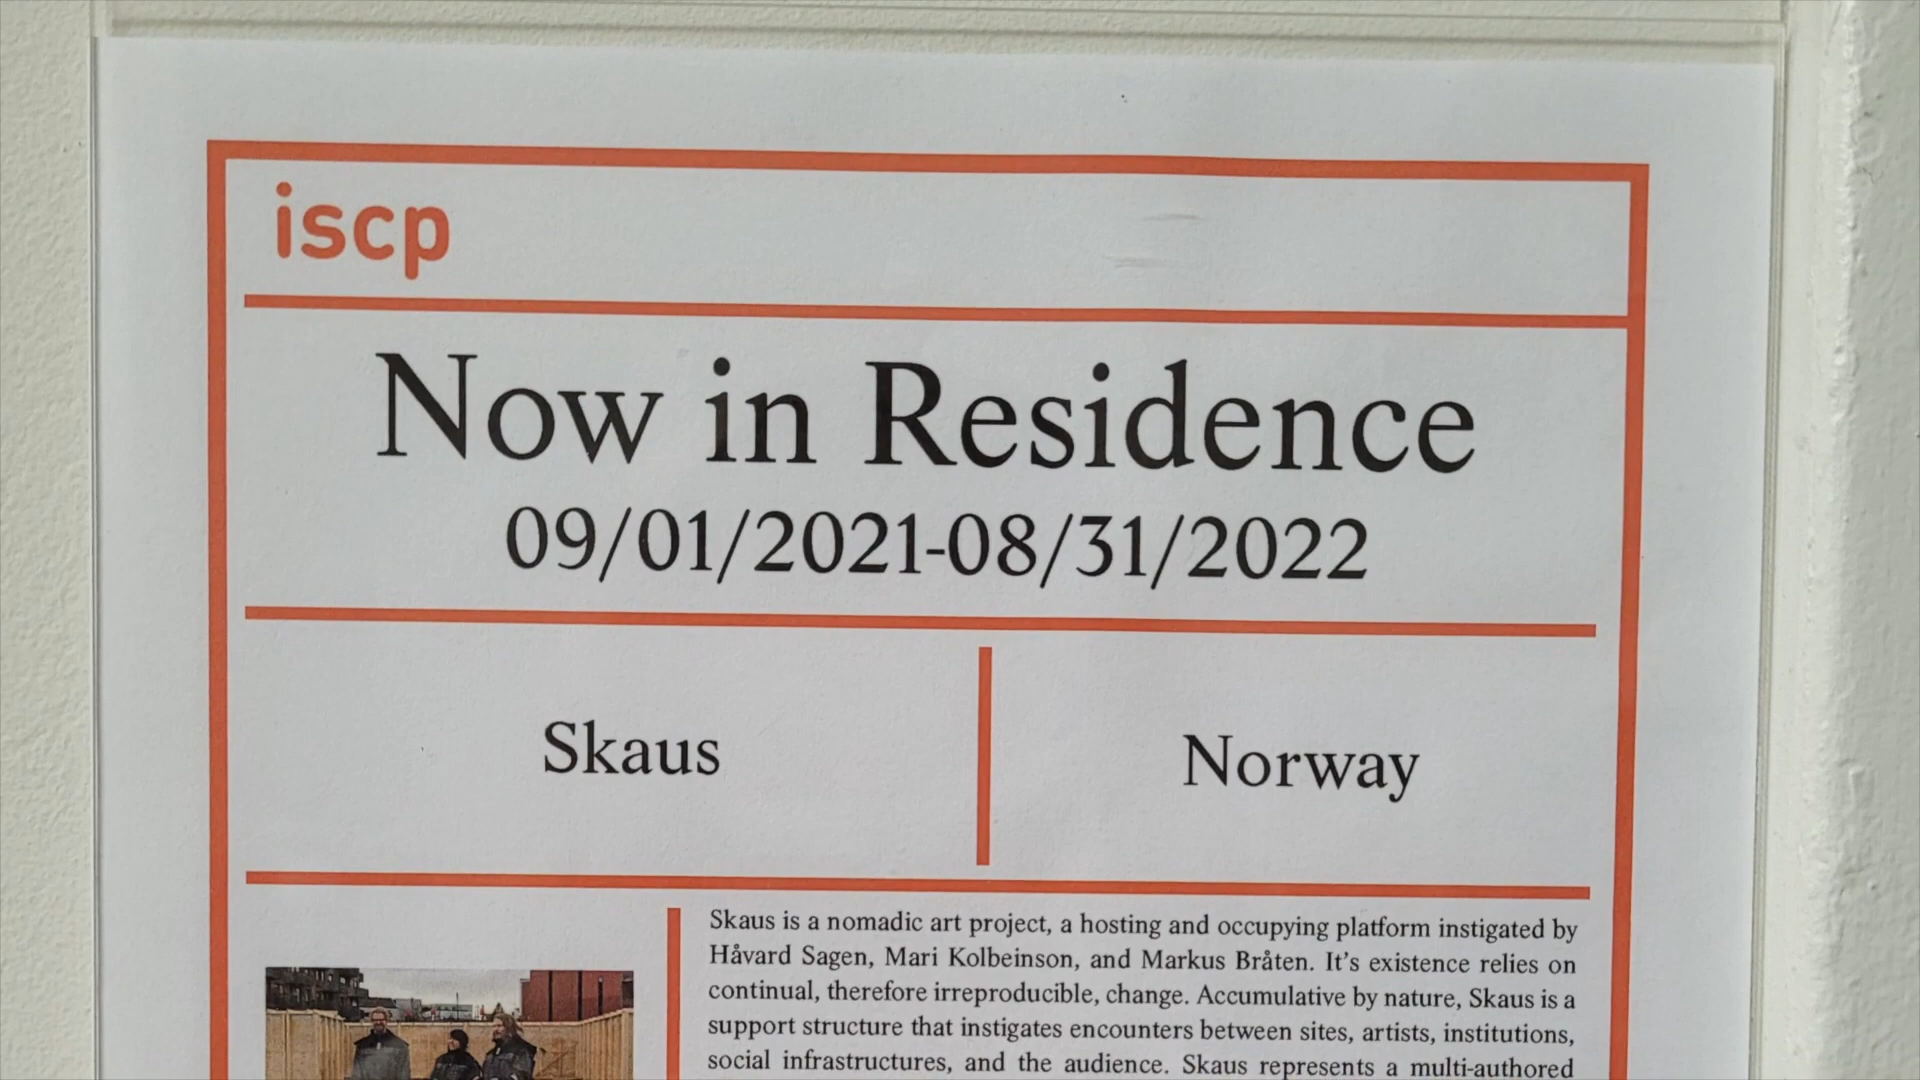 iscp
Now in Residence
09/01/2021-08/31/2022
Skaus
Norway
Skaus is a nomadic art project, a hosting and occupying platform instigated by
Håvard Sagen, Mari Kolbeinson, and Markus Bråten. It’s existence relies on
continual, therefore irreproducible, change. Accumulative by nature, Skaus is a
support structure that instigates encounters between sites, artists, institutions,
social infrastructures, and the audience. Skaus represents a multi-authored